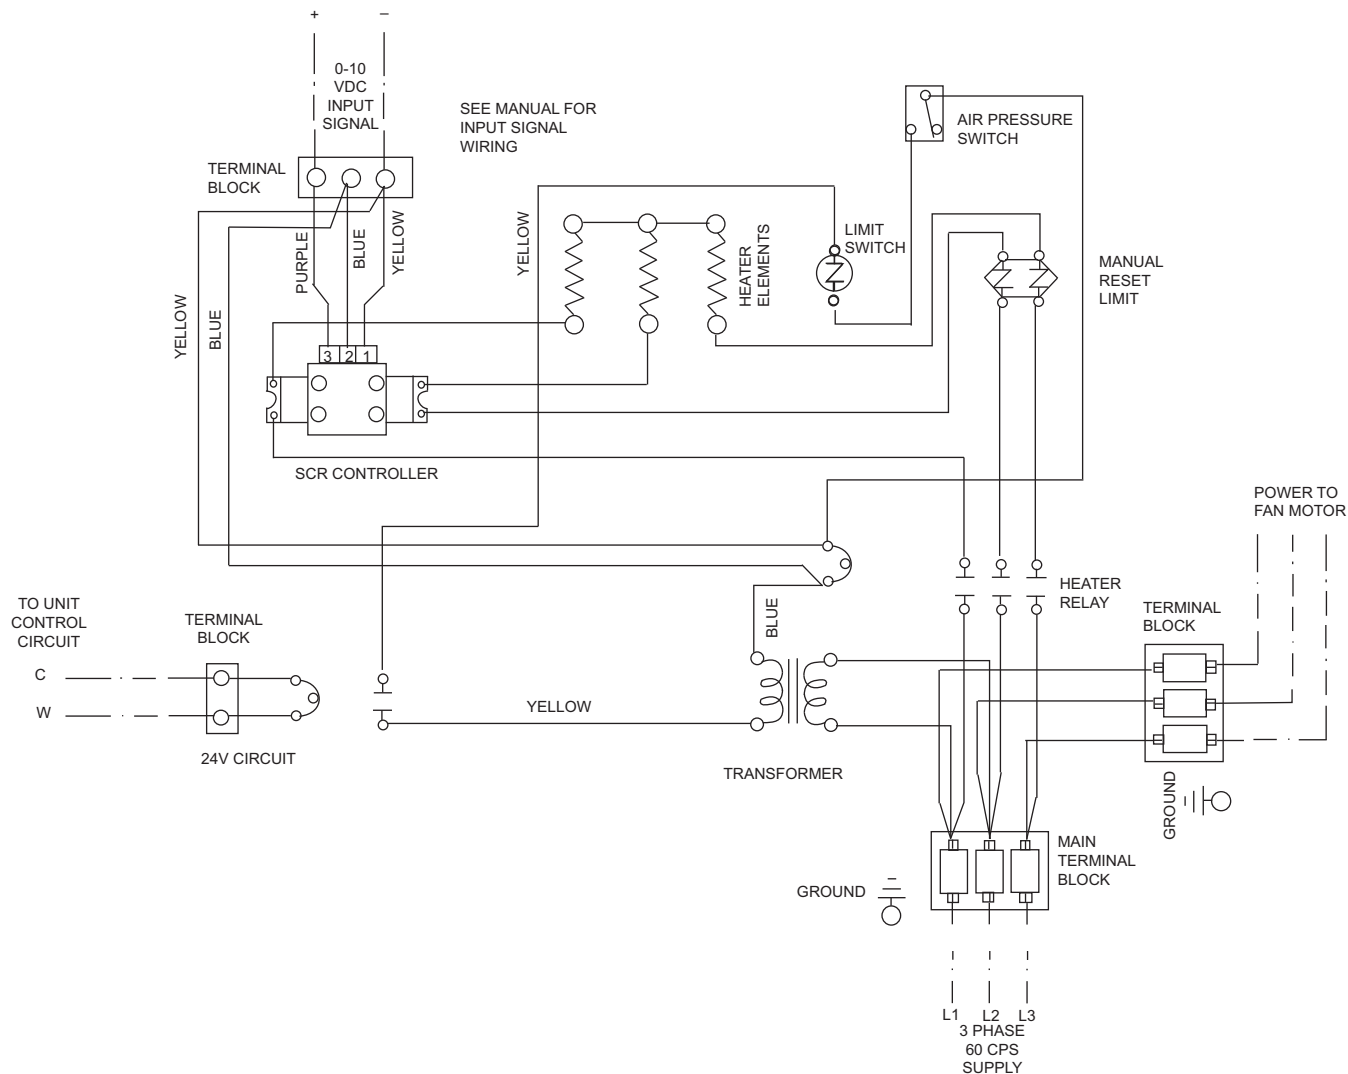 + –
0-10
VDC
INPUT
SIGNAL
SEE MANUAL FOR
INPUT SIGNAL
WIRING
AIR PRESSURE
SWITCH
TERMINAL
BLOCK
PURPLE
BLUE
YELLOW
YELLOW
HEATER
ELEMENTS
LIMIT
SWITCH
MANUAL
RESET
LIMIT
YELLOW
BLUE
3 2 1
SCR CONTROLLER
POWER TO
FAN MOTOR
HEATER
RELAY
TO UNIT
CONTROL
CIRCUIT
TERMINAL
BLOCK
BLUE
TERMINAL
BLOCK
C
W
YELLOW
24V CIRCUIT
TRANSFORMER
GROUND
MAIN
TERMINAL
BLOCK
GROUND
L1 L2 L3
3 PHASE
60 CPS
SUPPLY